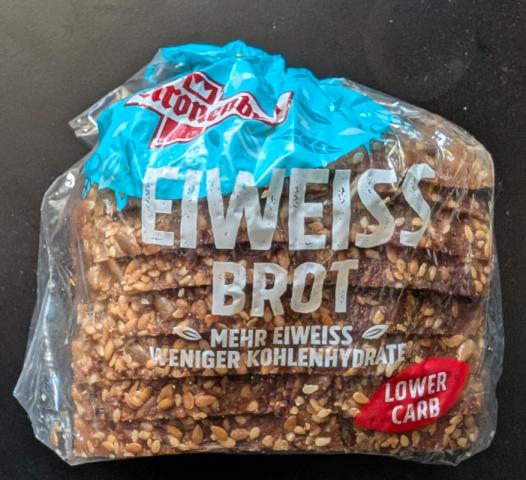 EIWEISS
BROT
MEHR EIWEISS
WENIGER KOHLENHYDRATE
LOWER
CARB